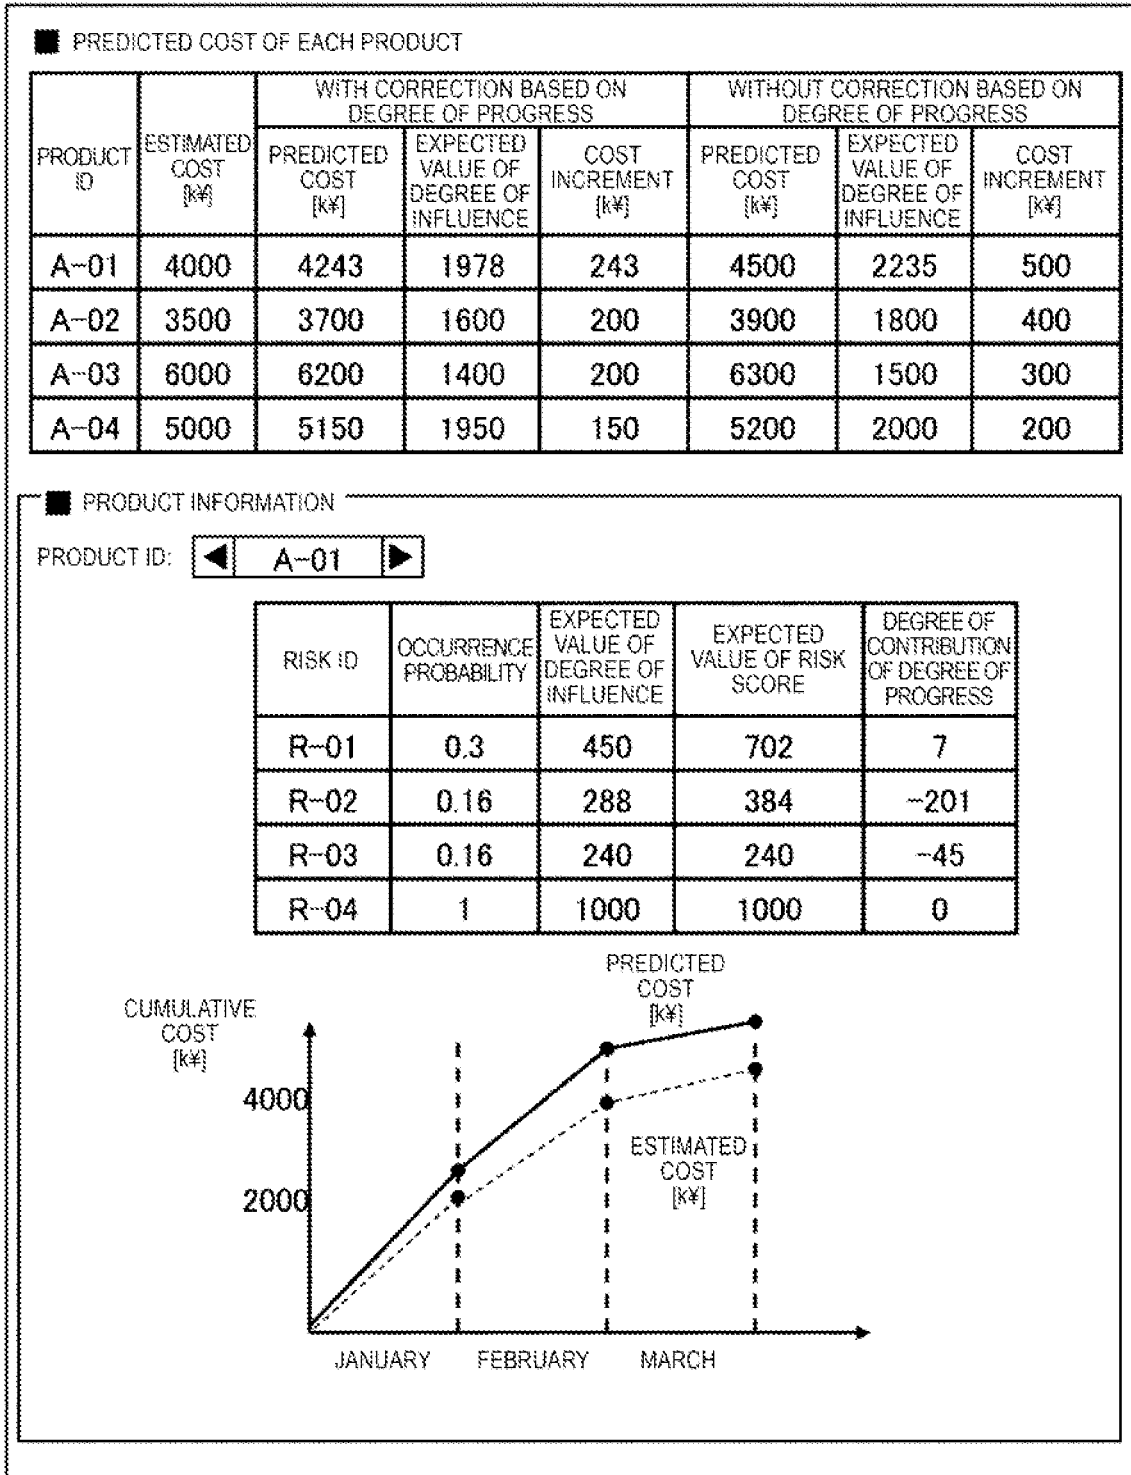 ■ PREDICTED COST OF EACH PRODUCT
PRODUCT ID
ESTIMATED COST [k¥]
WITH CORRECTION BASED ON DEGREE OF PROGRESS
WITHOUT CORRECTION BASED ON DEGREE OF PROGRESS
PREDICTED COST [k¥]
EXPECTED VALUE OF DEGREE OF INFLUENCE
COST INCREMENT [k¥]
PREDICTED COST [k¥]
EXPECTED VALUE OF DEGREE OF INFLUENCE
COST INCREMENT [k¥]
A-01 4000 4243 1978 243 4500 2235 500
A-02 3500 3700 1600 200 3900 1800 400
A-03 6000 6200 1400 200 6300 1500 300
A-04 5000 5150 1950 150 5200 2000 200
■ PRODUCT INFORMATION
PRODUCT ID: ◀ A-01 ▶
RISK ID
OCCURRENCE PROBABILITY
EXPECTED VALUE OF DEGREE OF INFLUENCE
EXPECTED VALUE OF RISK SCORE
DEGREE OF CONTRIBUTION OF DEGREE OF PROGRESS
R-01 0.3 450 702 7
R-02 0.16 288 384 -201
R-03 0.16 240 240 -45
R-04 1 1000 1000 0
PREDICTED
COST
[k¥]
CUMULATIVE
COST
[k¥]
4000
ESTIMATED
COST
[k¥]
2000
JANUARY FEBRUARY MARCH